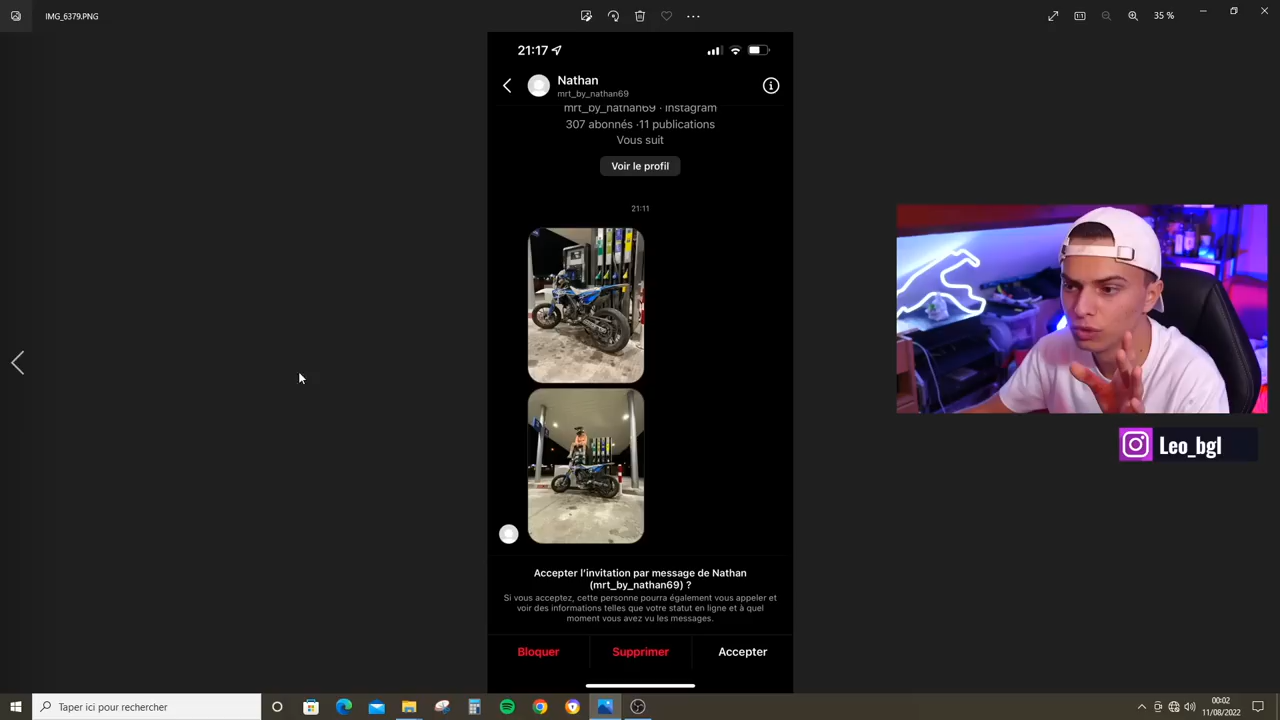 IMG_6379.PNG
35 %
21:17
Nathan
mrt_by_nathan69
mrt_by_nathan69 · Instagram
307 abonnés ·11 publications
Vous suit
Voir le profil
21:11
Leo_bgl
Accepter l'invitation par message de Nathan
(mrt_by_nathan69) ?
Si vous acceptez, cette personne pourra également vous appeler et
voir des informations telles que votre statut en ligne et à quel
moment vous avez vu les messages.
Bloquer
Supprimer
Accepter
Taper ici pour rechercher
00:02
11/08/2022